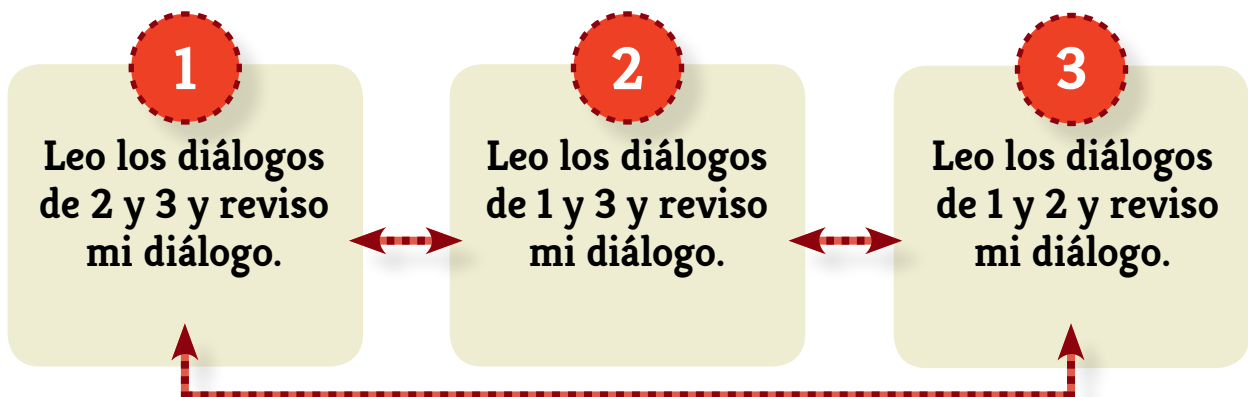 1
Leo los diálogos
de 2 y 3 y reviso
mi diálogo.
2
Leo los diálogos
de 1 y 3 y reviso
mi diálogo.
3
Leo los diálogos
de 1 y 2 y reviso
mi diálogo.